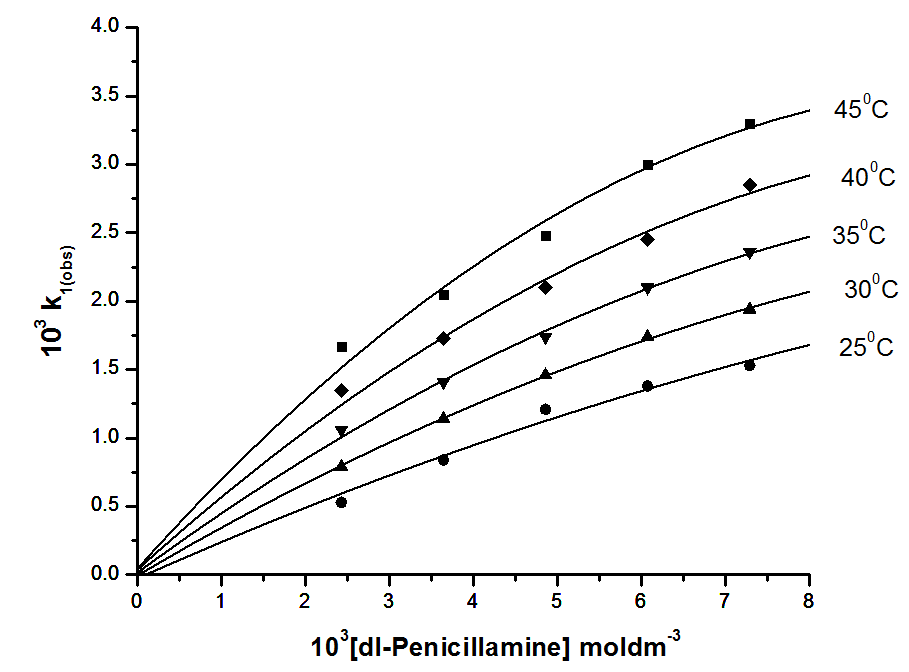 4.0
3.5
3.0
2.5
2.0
1.5
1.0
0.5
0.0
10³ k1(obs)
45⁰C
40⁰C
35⁰C
30⁰C
25⁰C
0 1 2 3 4 5 6 7 8
10³[dl-Penicillamine] moldm⁻³